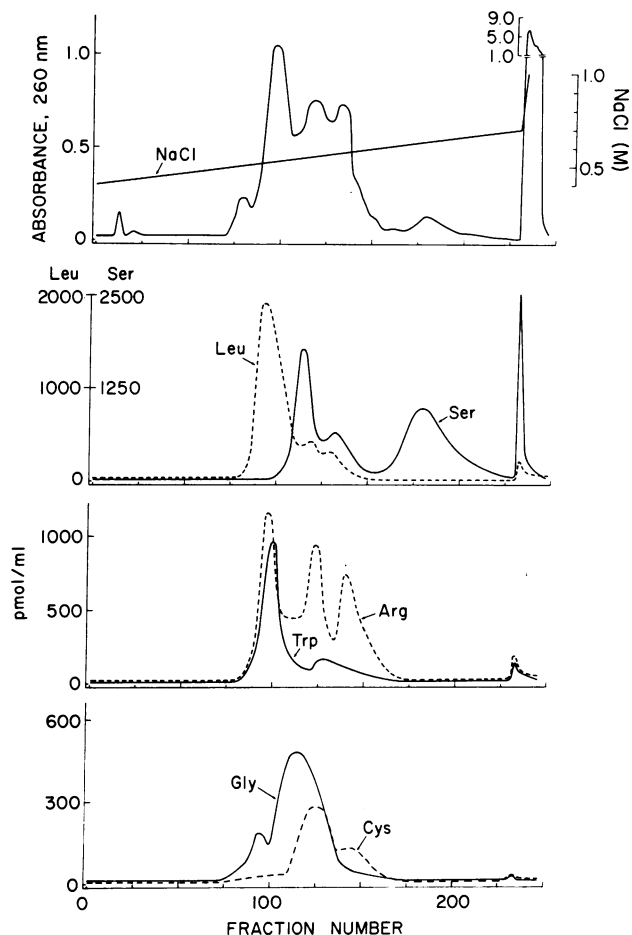 ABSORBANCE, 260 nm
1.0
0.5
0
NaCl
9.0
5.0
1.0
1.0
0.5
NaCl (M)
Leu Ser
2000 2500
1000 1250
0
Leu
Ser
pmol/ml
1000
500
0
Trp
Arg
600
300
0
Gly
Cys
0 100 200
FRACTION NUMBER